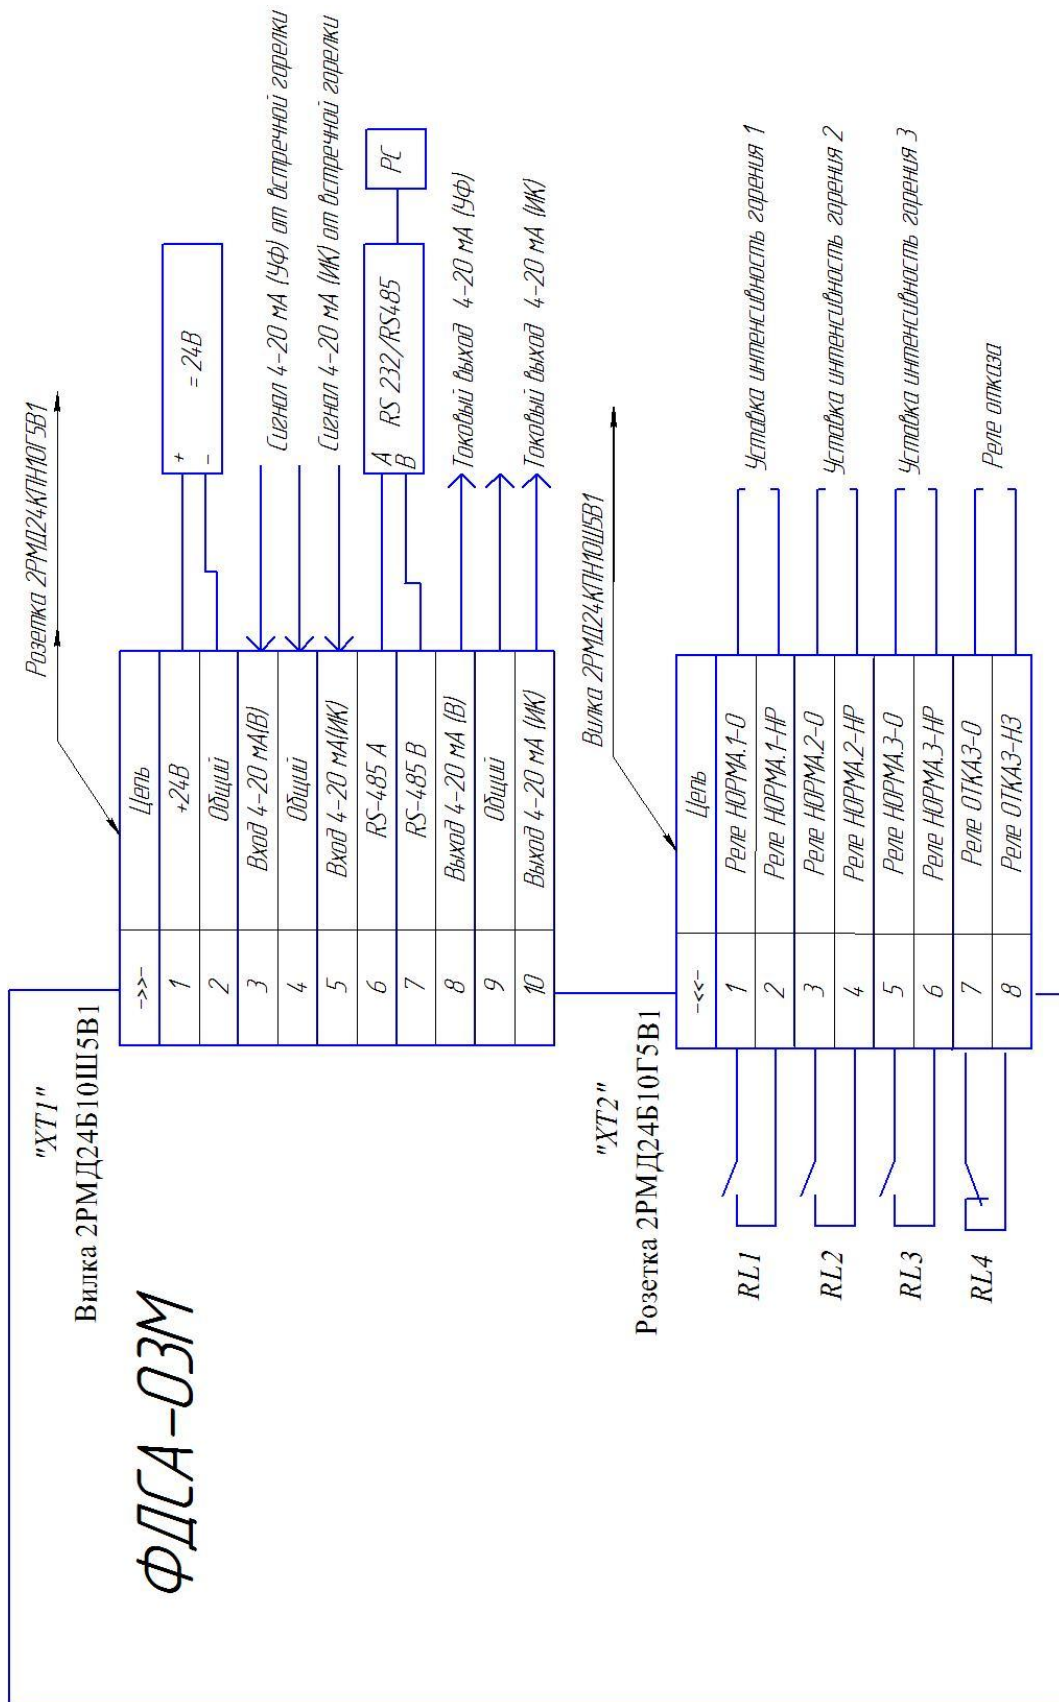 ФДСА-03М
"XT1"
Вилка 2РМД24Б10Ш5В1
Розетка 2РМД24КПН10Г5В1
->>- Цепь
1 +24В
2 Общий
3 Вход 4-20 мА(В)
4 Общий
5 Вход 4-20 мА(ИК)
6 RS-485 A
7 RS-485 B
8 Выход 4-20 мА (В)
9 Общий
10 Выход 4-20 мА (ИК)
+
= 24В
-
Сигнал 4-20 мА (УФ) от встречной горелки
Сигнал 4-20 мА (ИК) от встречной горелки
A
B
RS 232/RS485
PC
Токовый выход 4-20 мА (УФ)
Токовый выход 4-20 мА (ИК)
"XT2"
Розетка 2РМД24Б10Г5В1
Вилка 2РМД24КПН10Ш5В1
-<<- Цепь
1 Реле НОРМА.1-0
2 Реле НОРМА.1-НР
3 Реле НОРМА.2-0
4 Реле НОРМА.2-НР
5 Реле НОРМА.3-0
6 Реле НОРМА.3-НР
7 Реле ОТКАЗ-0
8 Реле ОТКАЗ-НЗ
RL1
RL2
RL3
RL4
Уставка интенсивность горения 1
Уставка интенсивность горения 2
Уставка интенсивность горения 3
Реле отказа